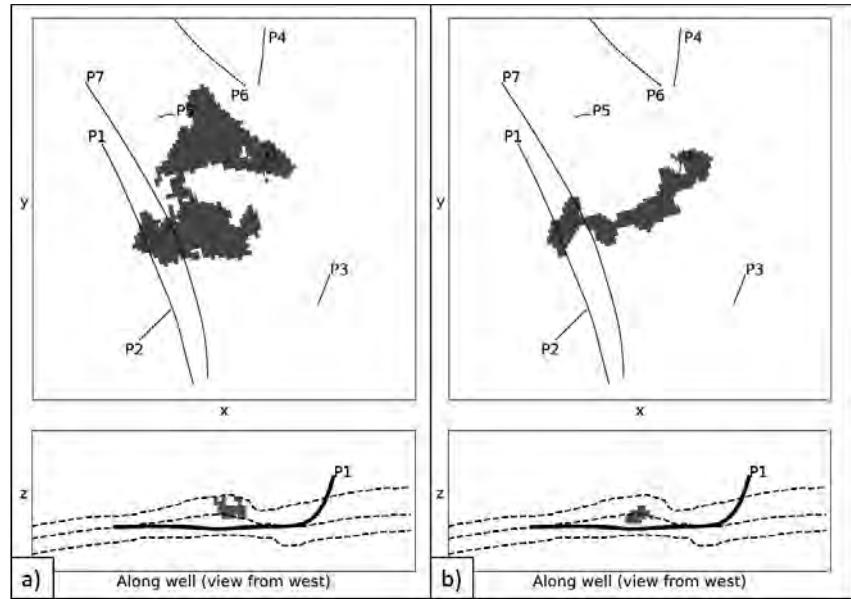 P4
P7
P6
P5
P1
y
P3
P2
x
P1
z
a)
Along well (view from west)
P4
P7
P6
P5
P1
y
P3
P2
x
P1
z
b)
Along well (view from west)